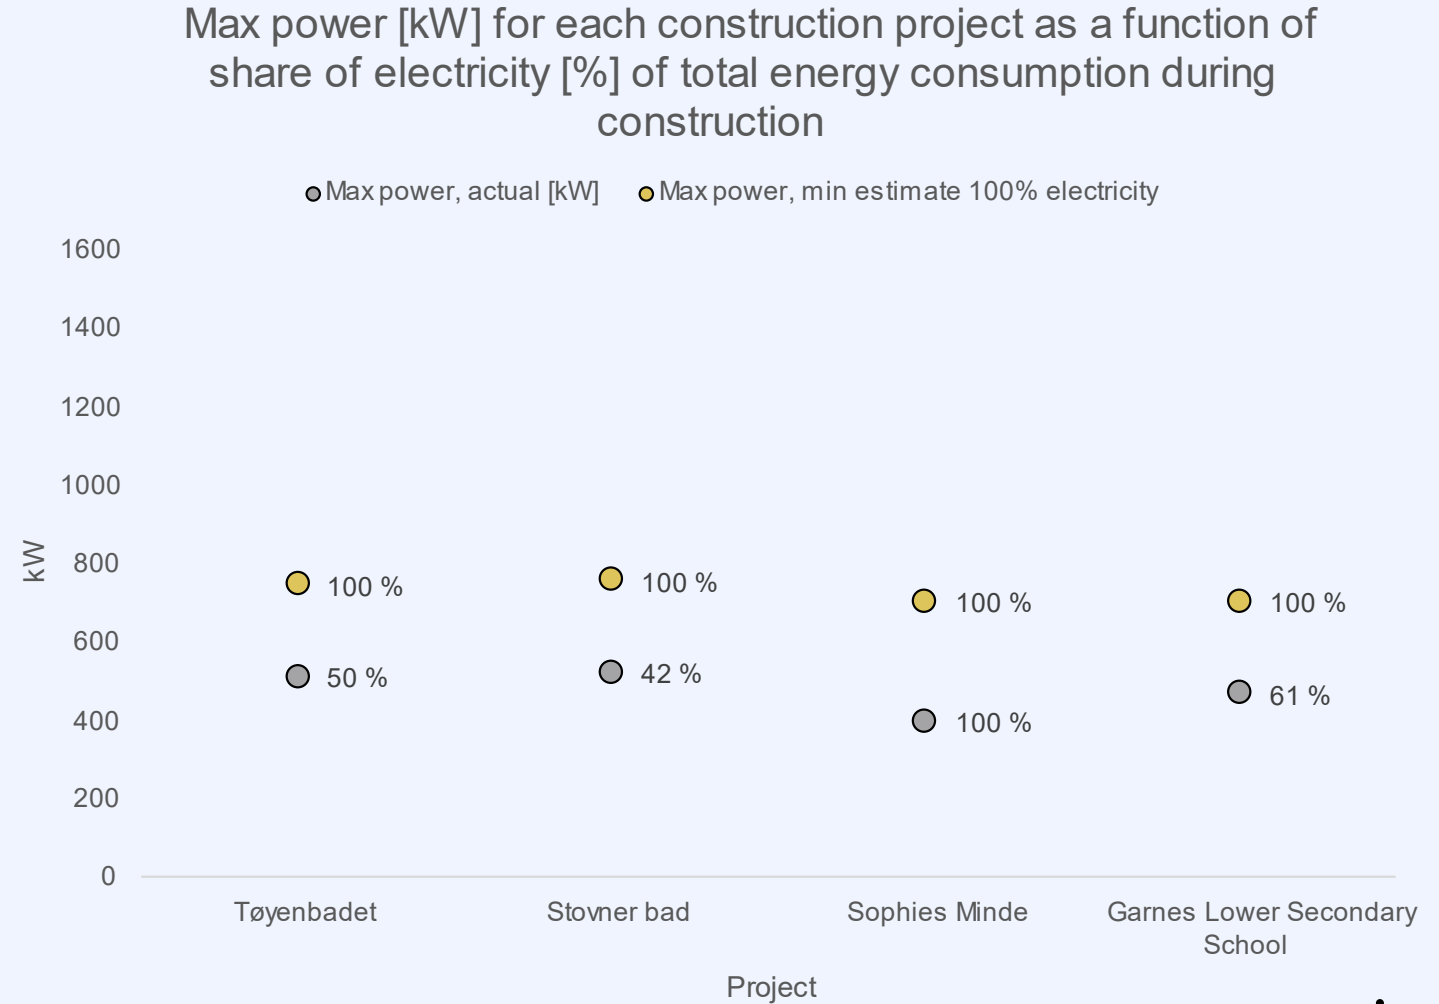 Max power [kW] for each construction project as a function of
share of electricity [%] of total energy consumption during
construction
Max power, actual [kW] Max power, min estimate 100% electricity
1600
1400
1200
1000
800
600
400
200
0
kW
100 %
100 %
100 %
100 %
50 %
42 %
100 %
61 %
Tøyenbadet Stovner bad Sophies Minde Garnes Lower Secondary
School
Project